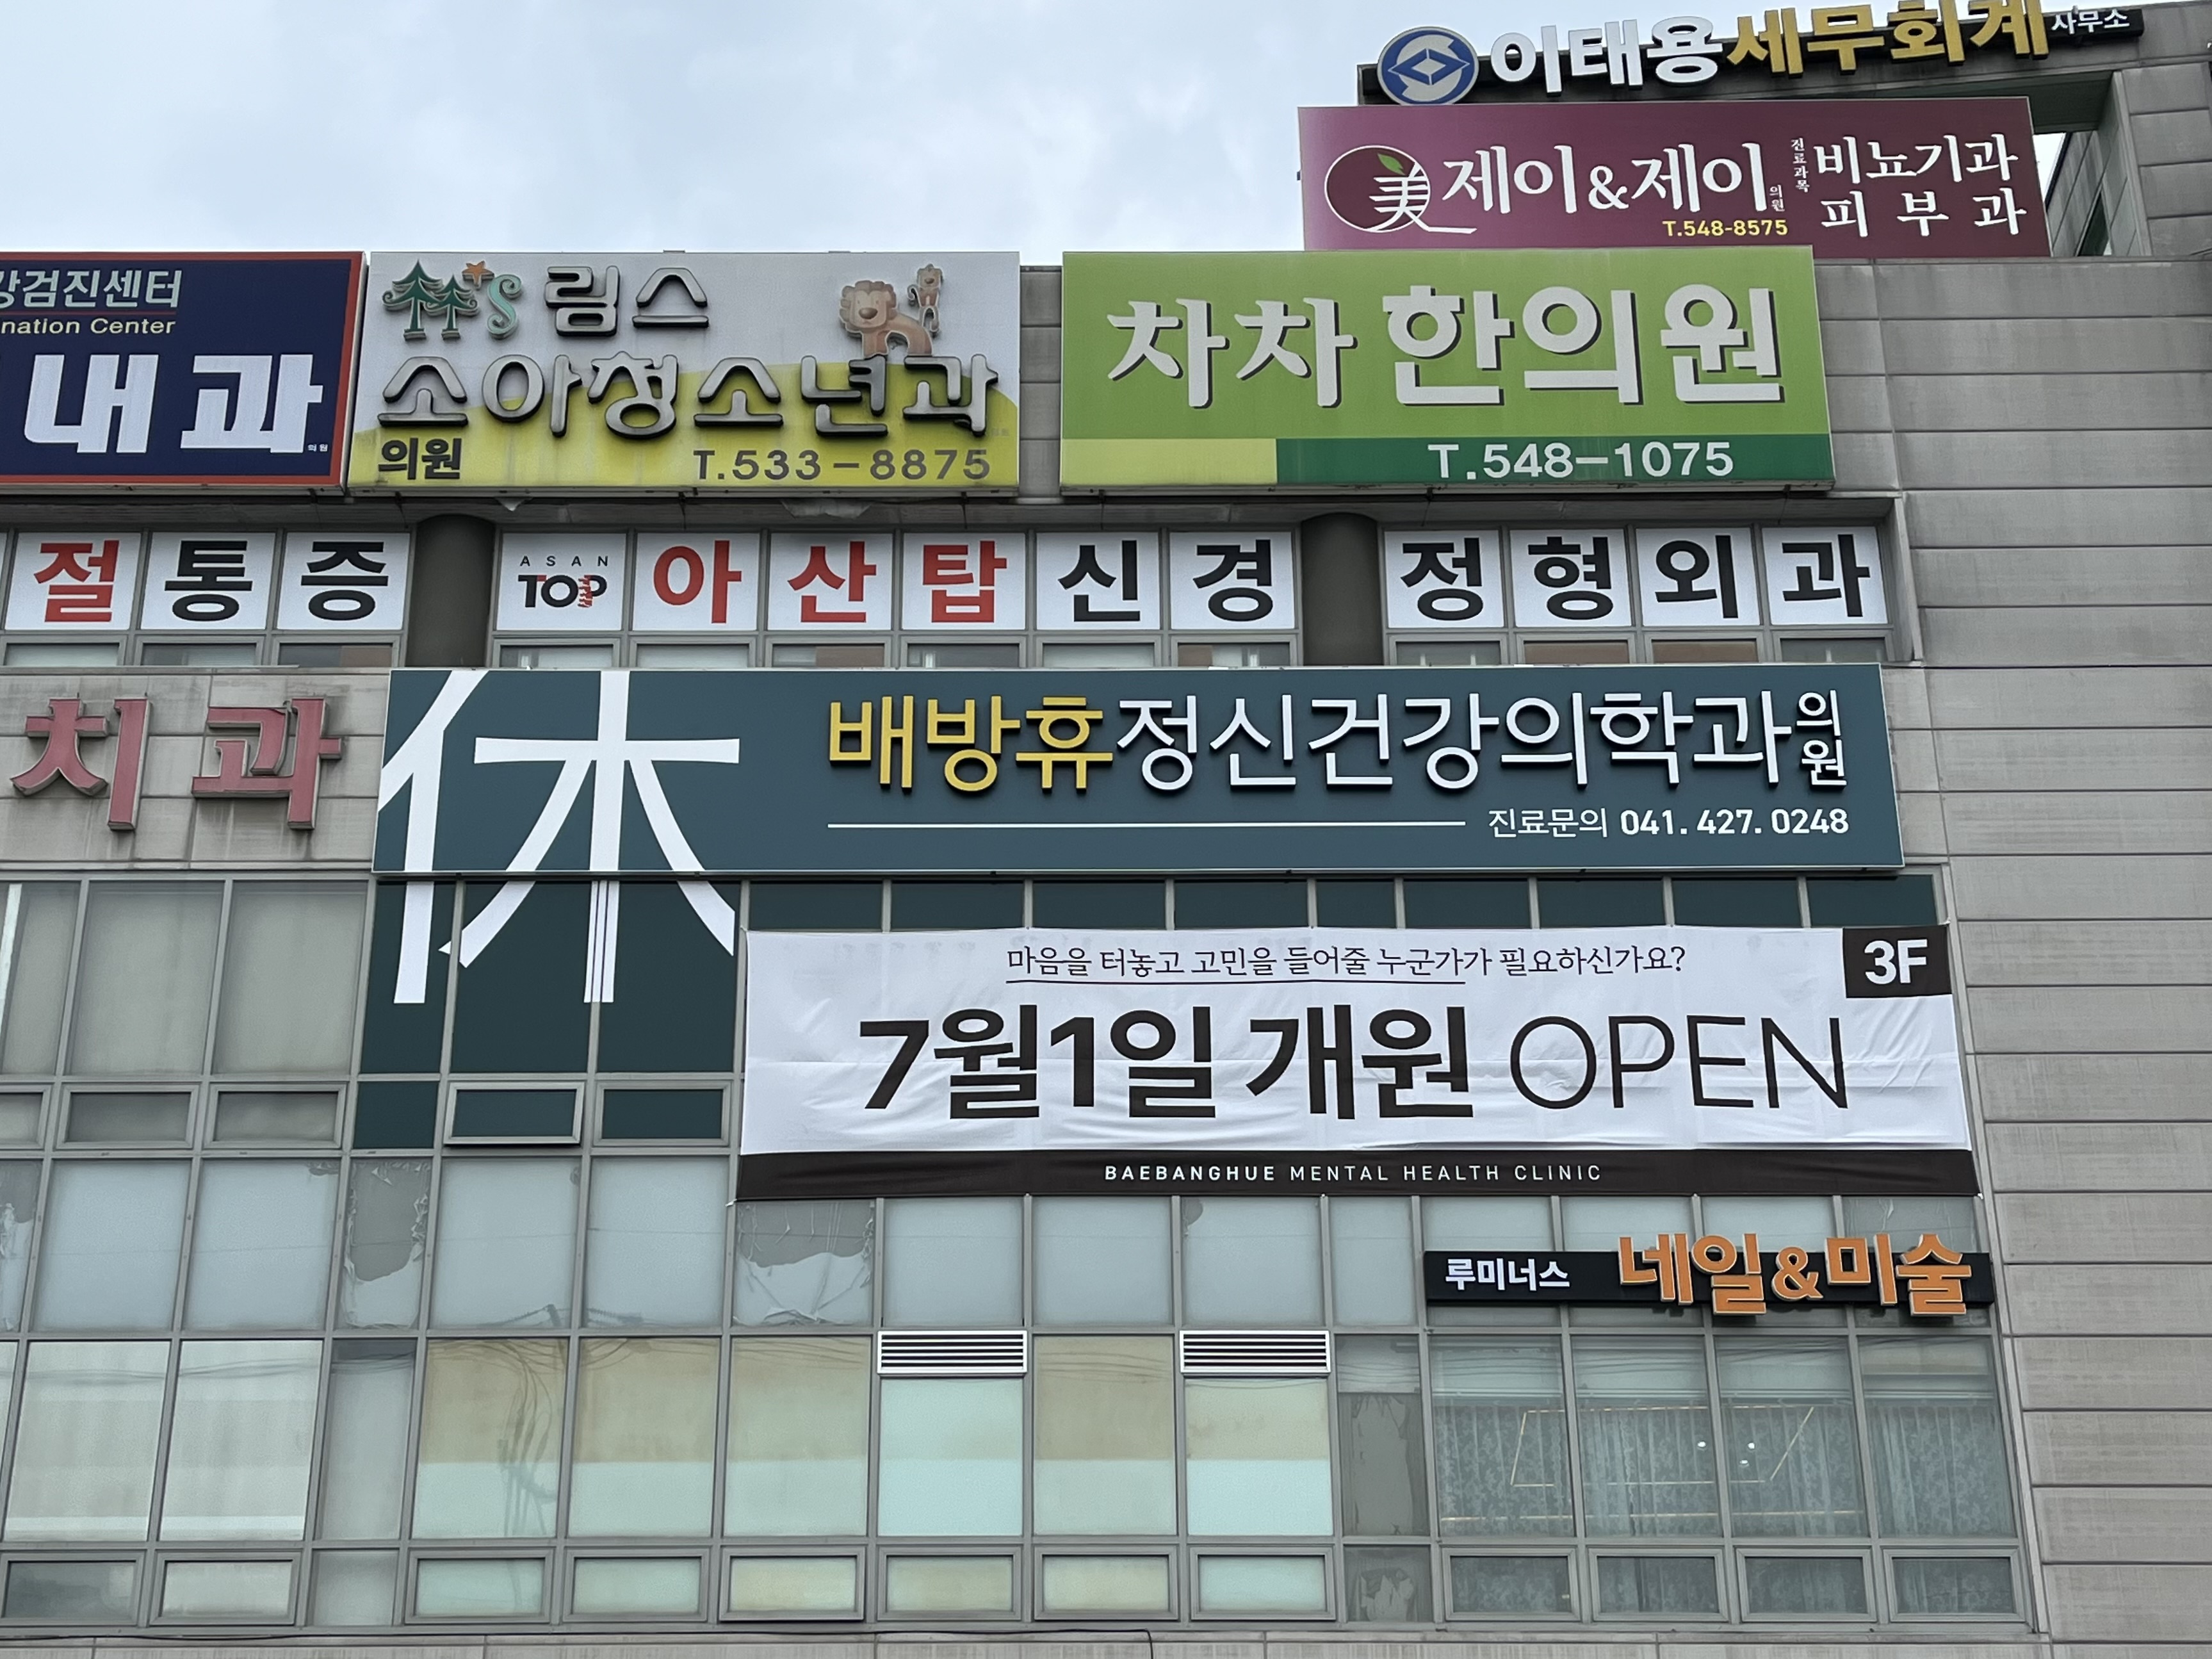 이태용세무회계사무소
美 제이&제이의원 진료과목 비뇨기과
피부과
T.548-8575
강검진센터
nation Center
내과의원
림스
소아청소년과
의원 T.533-8875
차차한의원
T.548-1075
절통증 ASAN TOP 아산탑신경 정형외과
치과
休 배방휴정신건강의학과의원
진료문의 041. 427. 0248
마음을 터놓고 고민을 들어줄 누군가가 필요하신가요?
3F
7월1일 개원 OPEN
BAEBANGHUE MENTAL HEALTH CLINIC
루미너스 네일&미술